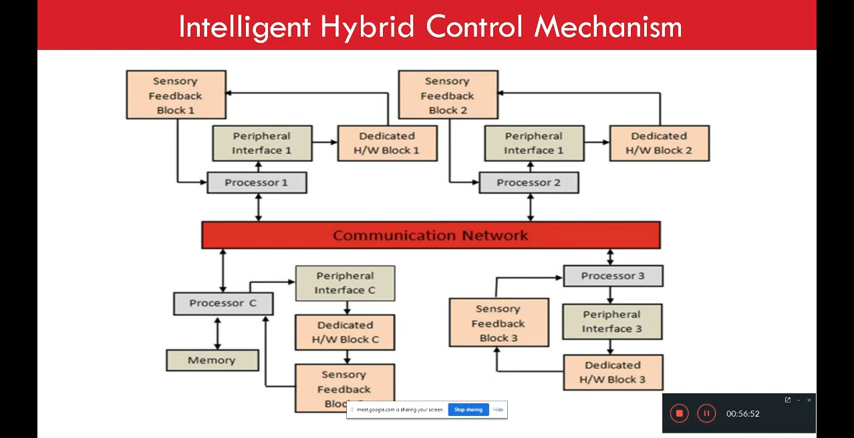 Intelligent Hybrid Control Mechanism
Sensory
Feedback
Block 1
Peripheral
Interface 1
Dedicated
H/W Block 1
Processor 1
Sensory
Feedback
Block 2
Peripheral
Interface 1
Dedicated
H/W Block 2
Processor 2
Communication Network
Processor C
Peripheral
Interface C
Dedicated
H/W Block C
Memory
Sensory
Feedback
Processor 3
Sensory
Feedback
Block 3
Peripheral
Interface 3
Dedicated
H/W Block 3
meet.google.com is sharing your screen.
Stop sharing
Hide
00:56:52